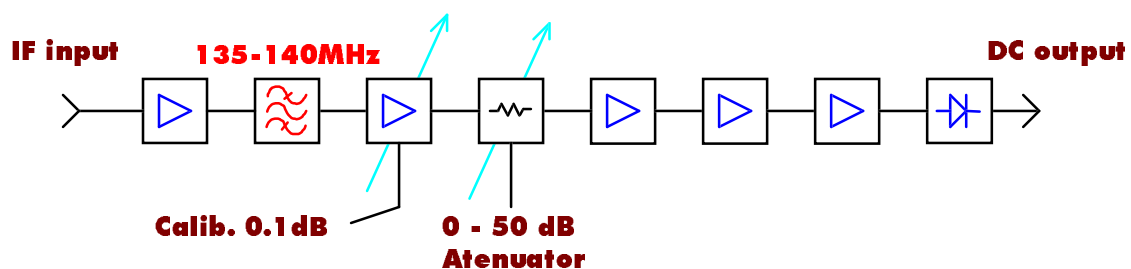 IF input
135-140MHz
DC output
Calib. 0.1dB
0 - 50 dB
Atenuator